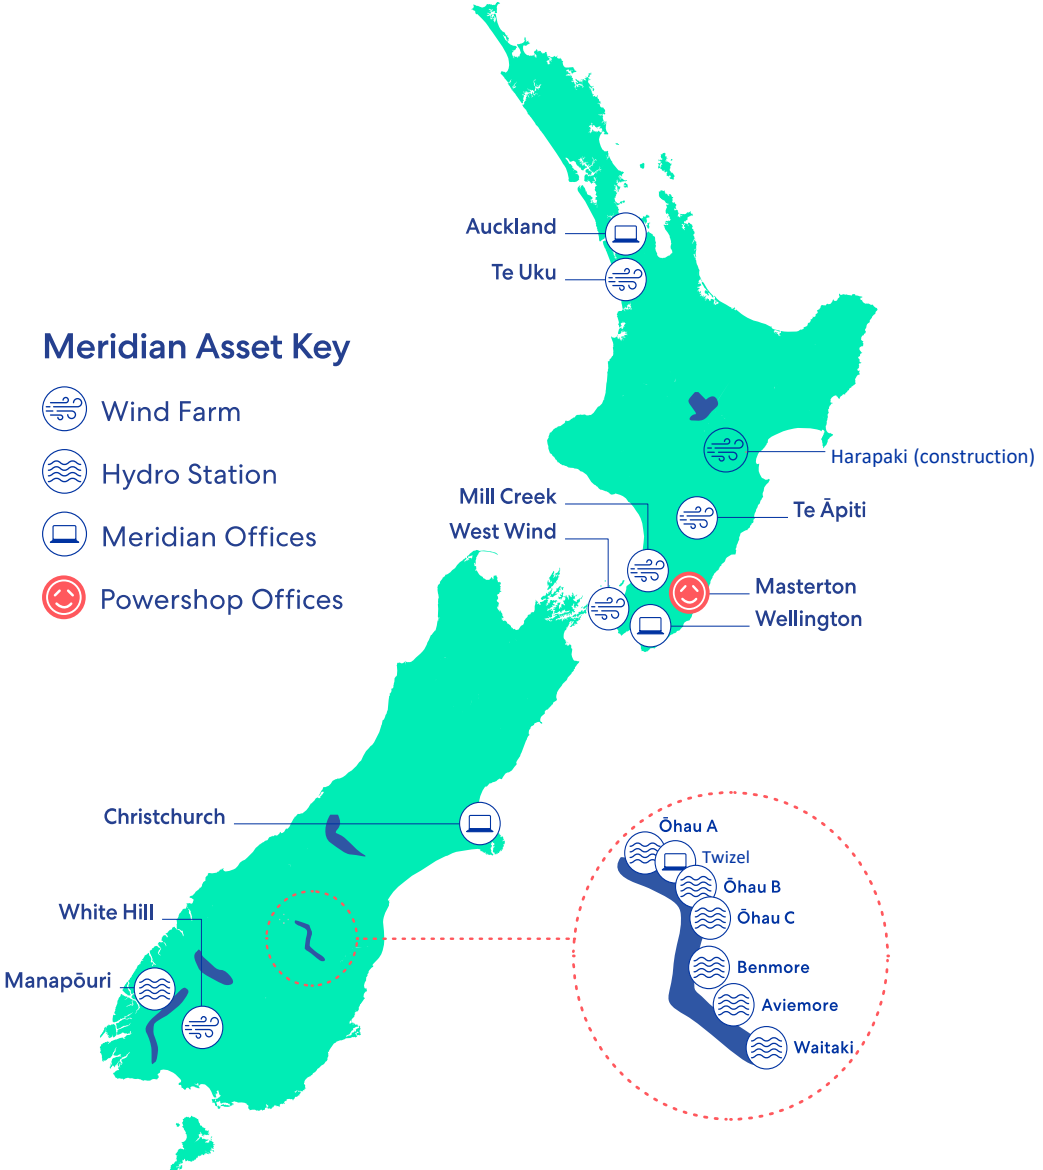 Auckland
Te Uku
Meridian Asset Key
Wind Farm
Hydro Station
Meridian Offices
Powershop Offices
Harapaki (construction)
Mill Creek
Te Āpiti
West Wind
Masterton
Wellington
Christchurch
White Hill
Manapōuri
Ōhau A
Twizel
Ōhau B
Ōhau C
Benmore
Aviemore
Waitaki